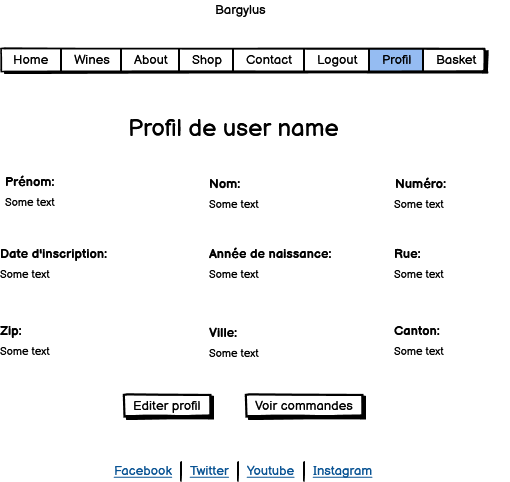 Bargylus
Home Wines About Shop Contact Logout Profil Basket
Profil de user name
Prénom: Nom: Numéro:
Some text Some text Some text
Date d'inscription: Année de naissance: Rue:
Some text Some text Some text
Zip: Ville: Canton:
Some text Some text Some text
Editer profil Voir commandes
Facebook Twitter Youtube Instagram